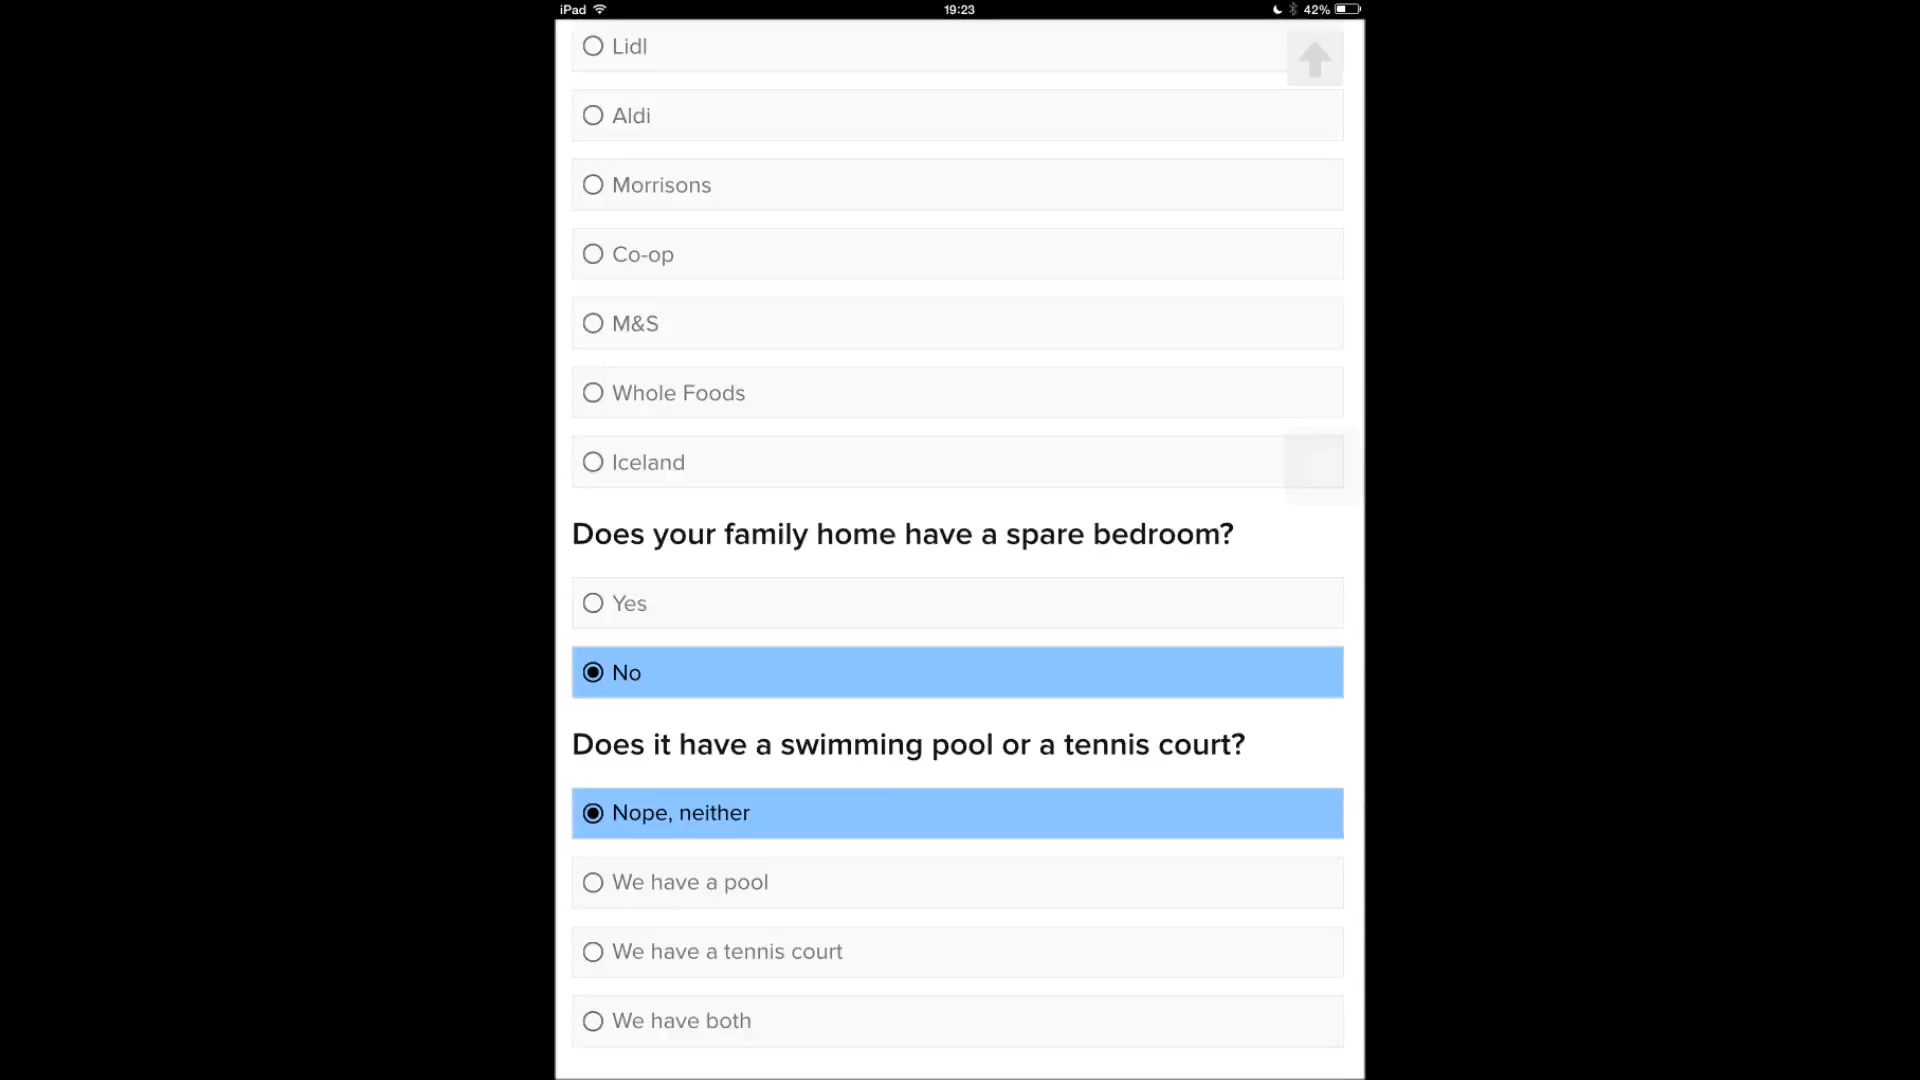 iPad 19:23 42%
Lidl
Aldi
Morrisons
Co-op
M&S
Whole Foods
Iceland
Does your family home have a spare bedroom?
Yes
No
Does it have a swimming pool or a tennis court?
Nope, neither
We have a pool
We have a tennis court
We have both